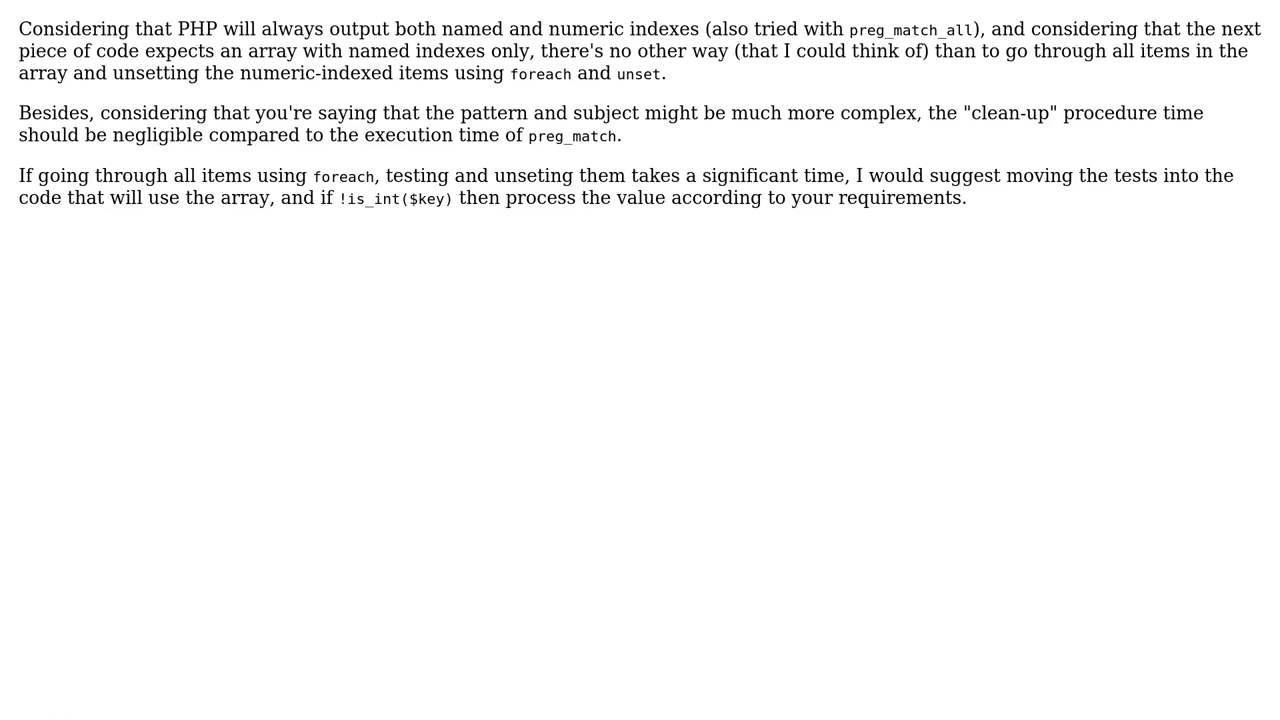 Considering that PHP will always output both named and numeric indexes (also tried with preg_match_all), and considering that the next
piece of code expects an array with named indexes only, there's no other way (that I could think of) than to go through all items in the
array and unsetting the numeric-indexed items using foreach and unset.
Besides, considering that you're saying that the pattern and subject might be much more complex, the "clean-up" procedure time
should be negligible compared to the execution time of preg_match.
If going through all items using foreach, testing and unseting them takes a significant time, I would suggest moving the tests into the
code that will use the array, and if !is_int($key) then process the value according to your requirements.